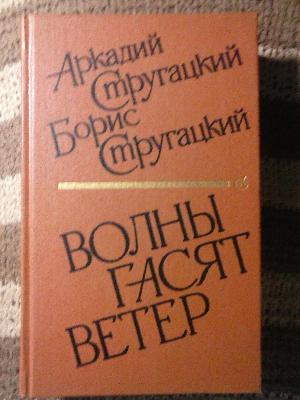 Аркадий
Стругацкий
Борис
Стругацкий
ВОЛНЫ
ГАСЯТ
ВЕТЕР